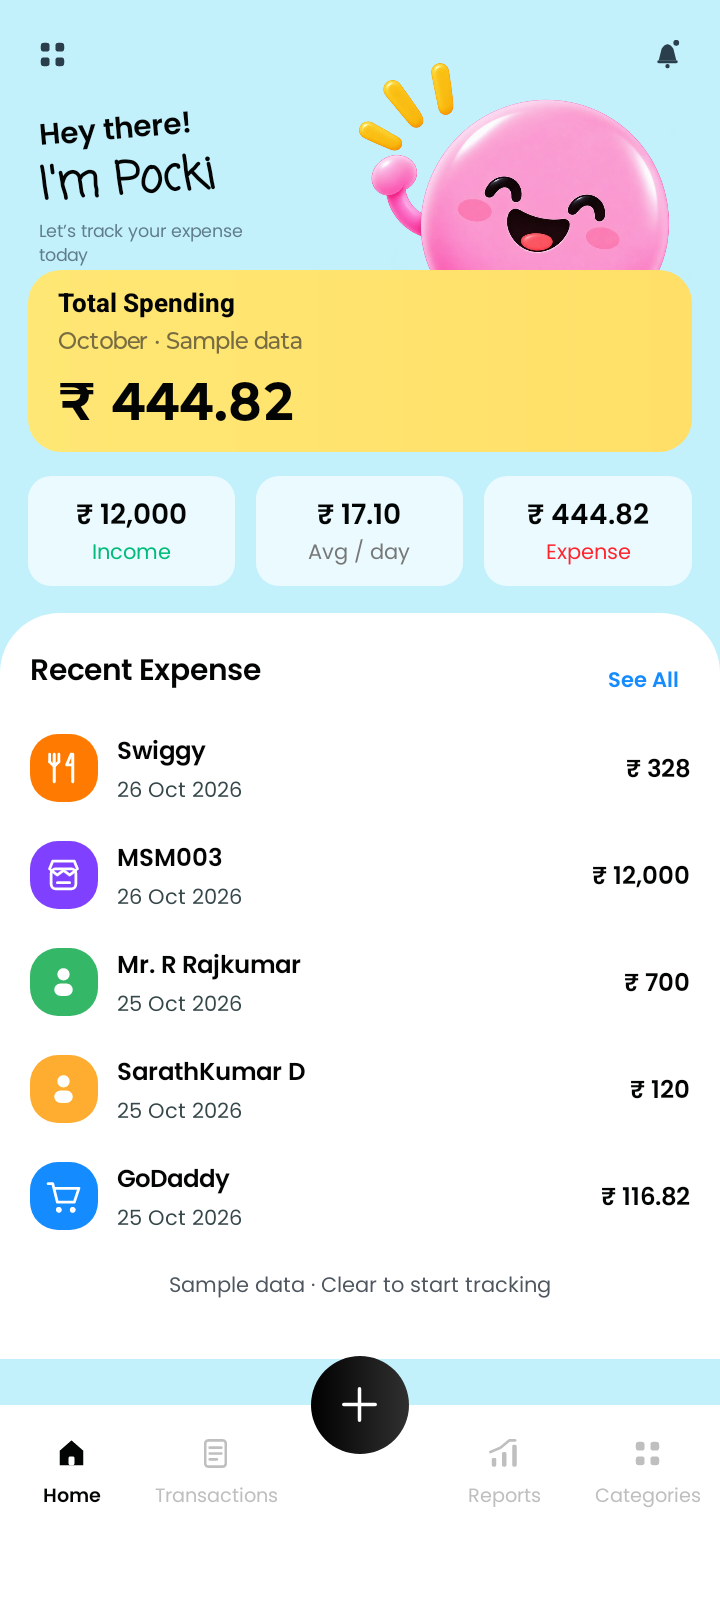 Hey there!
I'm Pocki
Let's track your expense
today
Total Spending
October · Sample data
₹ 444.82
₹ 12,000
Income
₹ 17.10
Avg / day
₹ 444.82
Expense
Recent Expense
See All
Swiggy
26 Oct 2026
₹ 328
MSM003
26 Oct 2026
₹ 12,000
Mr. R Rajkumar
25 Oct 2026
₹ 700
SarathKumar D
25 Oct 2026
₹ 120
GoDaddy
25 Oct 2026
₹ 116.82
Sample data · Clear to start tracking
Home
Transactions
Reports
Categories